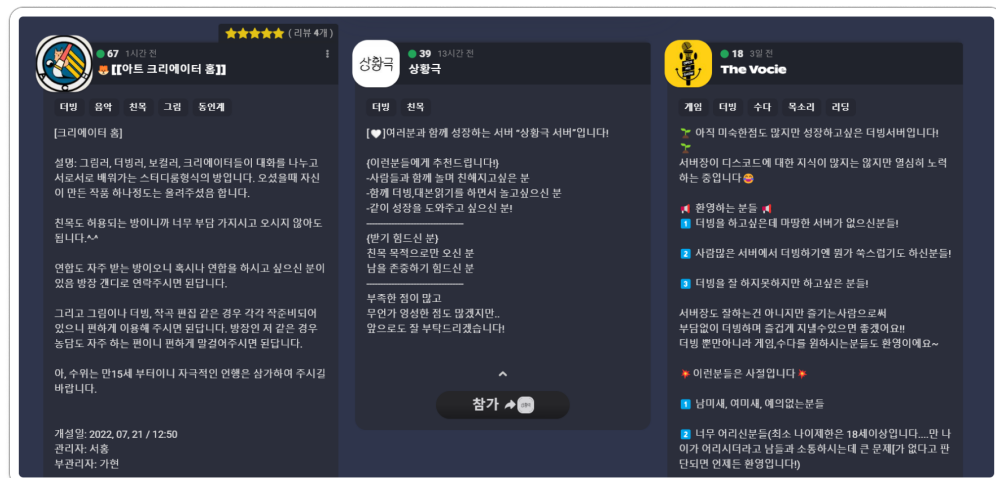 ★★★★★ ( 리뷰 4개 )
67 1시간 전
🦊 [[아트 크리에이터 홈]]
더빙 음악 친목 그림 동인계
[크리에이터 홈]
설명: 그림러, 더빙러, 보컬러, 크리에이터들이 대화를 나누고
서로서로 배워가는 스터디룸형식의 방입니다. 오셨을때 자신
이 만든 작품 하나정도는 올려주셨음 합니다.
친목도 허용되는 방이니까 너무 부담 가지시고 오시지 않아도
됩니다.^-^
연합도 자주 받는 방이오니 혹시나 연합을 하시고 싶으신 분이
있음 방장 갠디로 연락주시면 된답니다.
그리고 그림이나 더빙, 작곡 편집 같은 경우 각각 작준비되어
있으니 편하게 이용해 주시면 된답니다. 방장인 저 같은 경우
농담도 자주 하는 편이니 편하게 말걸어주시면 된답니다.
아, 수위는 만15세 부터이니 자극적인 언행은 삼가하여 주시길
바랍니다.
개설일: 2022, 07, 21 / 12:50
관리자: 서홍
부관리자: 가현
상황극
39 13시간 전
상황극
더빙 친목
[🤍]여러분과 함께 성장하는 서버 "상황극 서버"입니다!
{이런분들에게 추천드립니다!}
-사람들과 함께 놀며 친해지고싶은 분
-함께 더빙,대본읽기를 하면서 놀고싶으신 분
-같이 성장을 도와주고 싶으신 분!
{받기 힘드신 분}
친목 목적으로만 오신 분
남을 존중하기 힘드신 분
부족한 점이 많고
무언가 엉성한 점도 많겠지만..
앞으로도 잘 부탁드리겠습니다!
참가
18 3일 전
The Vocie
게임 더빙 수다 목소리 리딩
🌱 아직 미숙한점도 많지만 성장하고싶은 더빙서버입니다!
🌱
서버장이 디스코드에 대한 지식이 많지는 않지만 열심히 노력
하는 중입니다😊
📢 환영하는 분들 📢
1️⃣ 더빙을 하고싶은데 마땅한 서버가 없으신분들!
2️⃣ 사람많은 서버에서 더빙하기엔 뭔가 쑥스럽기도 하신분들!
3️⃣ 더빙을 잘 하지못하지만 하고싶은 분들!
서버장도 잘하는건 아니지만 즐기는사람으로써
부담없이 더빙하며 즐겁게 지낼수있으면 좋겠어요!!
더빙 뿐만아니라 게임,수다를 원하시는분들도 환영이에요~
💥이런분들은 사절입니다💥
1️⃣ 남미새, 여미새, 예의없는분들
2️⃣ 너무 어리신분들(최소 나이제한은 18세이상입니다....만 나
이가 어리시더라고 남들과 소통하시는데 큰 문제[가 없다고 판
단되면 언제든 환영입니다!)